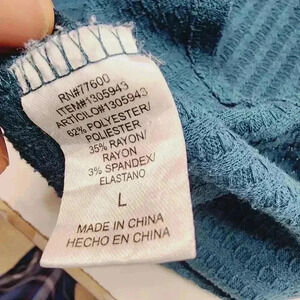 RN#77600
ITEM#1305943
ARTICILO#1305943
62% POLYESTER/
POLIESTER
35% RAYON/
RAYON
3% SPANDEX/
ELASTANO
L
MADE IN CHINA
HECHO EN CHINA